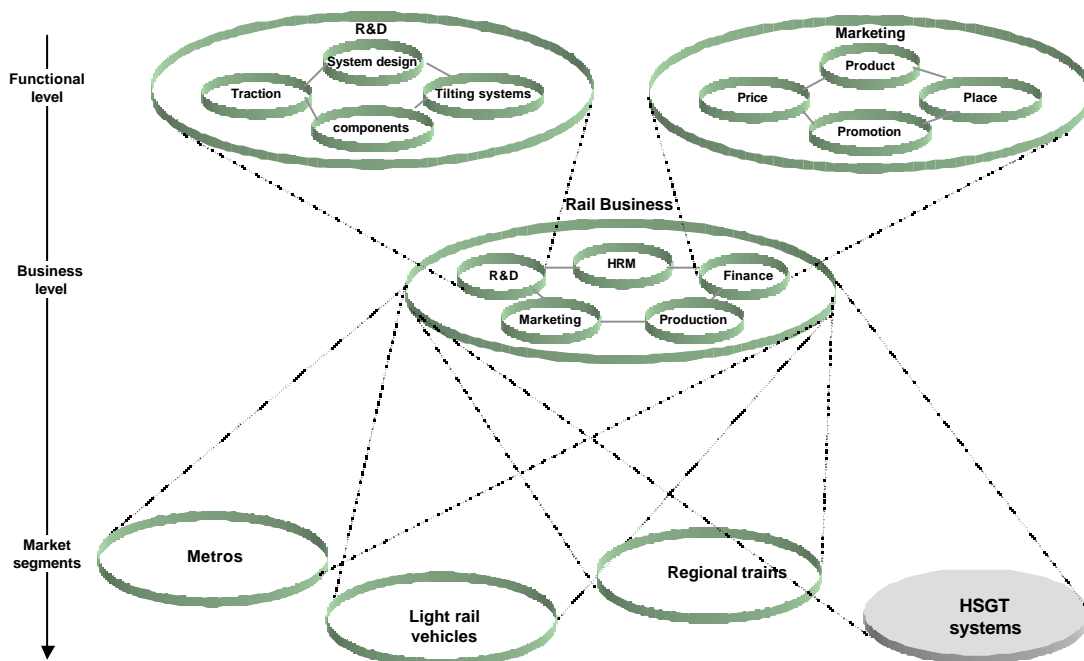 R&D
System design
Traction
Tilting systems
components
Marketing
Product
Price
Place
Promotion
Functional
level
Rail Business
R&D
HRM
Finance
Marketing
Production
Business
level
Market
segments
Metros
Light rail
vehicles
Regional trains
HSGT
systems